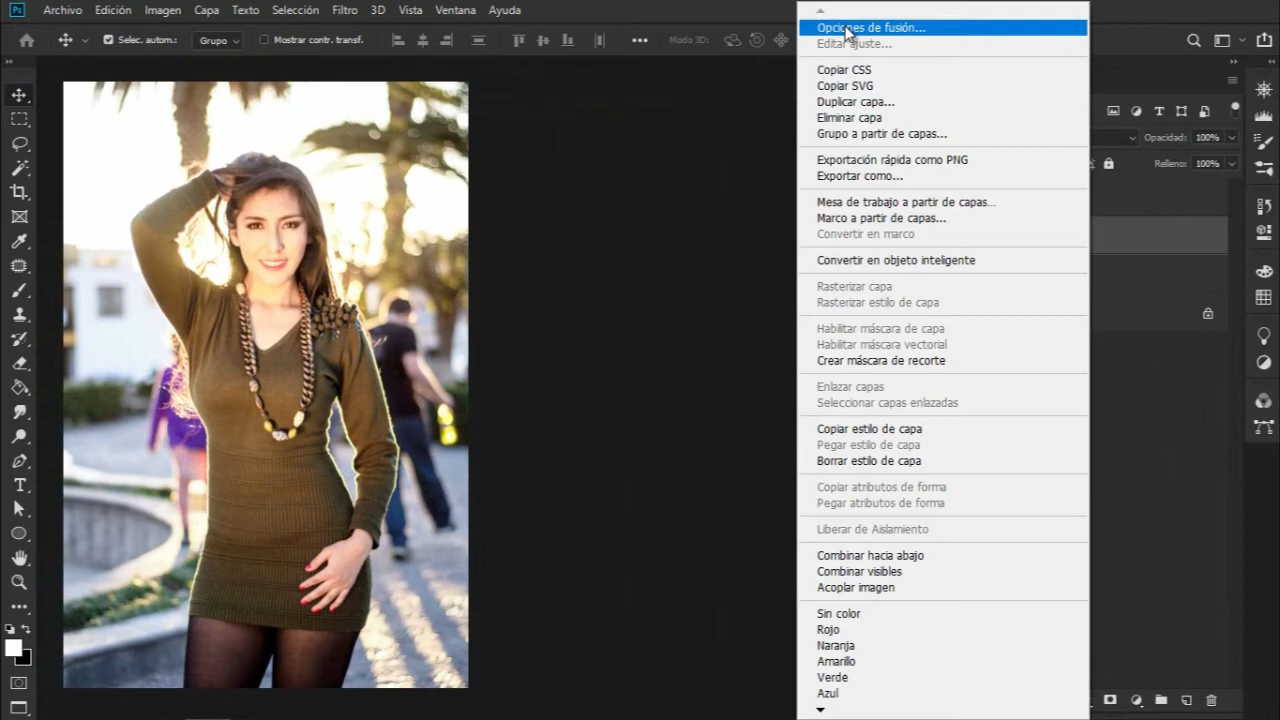 Ps Archivo Edición Imagen Capa Texto Selección Filtro 3D Vista Ventana Ayuda
Selec. autom.: Grupo Mostrar contr. transf. Modo 3D:
Opciones de fusión...
Editar ajuste...
Copiar CSS
Copiar SVG
Duplicar capa...
Eliminar capa
Grupo a partir de capas...
Exportación rápida como PNG
Exportar como...
Mesa de trabajo a partir de capas...
Marco a partir de capas...
Convertir en marco
Convertir en objeto inteligente
Rasterizar capa
Rasterizar estilo de capa
Habilitar máscara de capa
Habilitar máscara vectorial
Crear máscara de recorte
Enlazar capas
Seleccionar capas enlazadas
Copiar estilo de capa
Pegar estilo de capa
Borrar estilo de capa
Copiar atributos de forma
Pegar atributos de forma
Liberar de Aislamiento
Combinar hacia abajo
Combinar visibles
Acoplar imagen
Sin color
Rojo
Naranja
Amarillo
Verde
Azul
Opacidad: 100%
Relleno: 100%